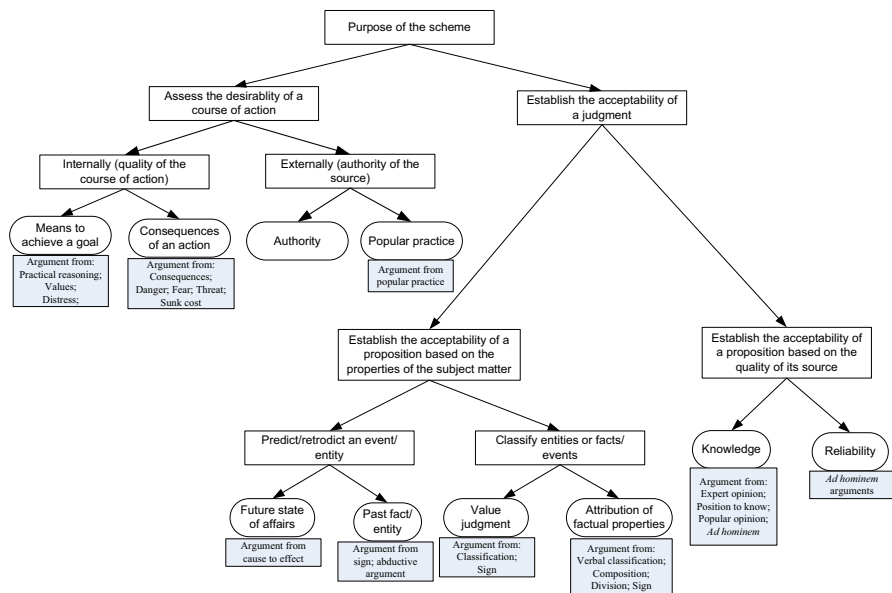 Purpose of the scheme
Assess the desirablity of a
course of action
Establish the acceptability of
a judgment
Internally (quality of the
course of action)
Externally (authority of the
source)
Means to
achieve a goal
Consequences
of an action
Authority
Popular practice
Argument from:
Practical reasoning;
Values;
Distress;
Argument from:
Consequences;
Danger; Fear; Threat;
Sunk cost
Argument from
popular practice
Establish the acceptability of a
proposition based on the
properties of the subject matter
Establish the acceptability of
a proposition based on the
quality of its source
Predict/retrodict an event/
entity
Classify entities or facts/
events
Knowledge
Reliability
Argument from:
Expert opinion;
Position to know;
Popular opinion;
Ad hominem
Ad hominem
arguments
Future state
of affairs
Past fact/
entity
Value
judgment
Attribution of
factual properties
Argument from
cause to effect
Argument from
sign; abductive
argument
Argument from:
Classification;
Sign
Argument from:
Verbal classification;
Composition;
Division; Sign